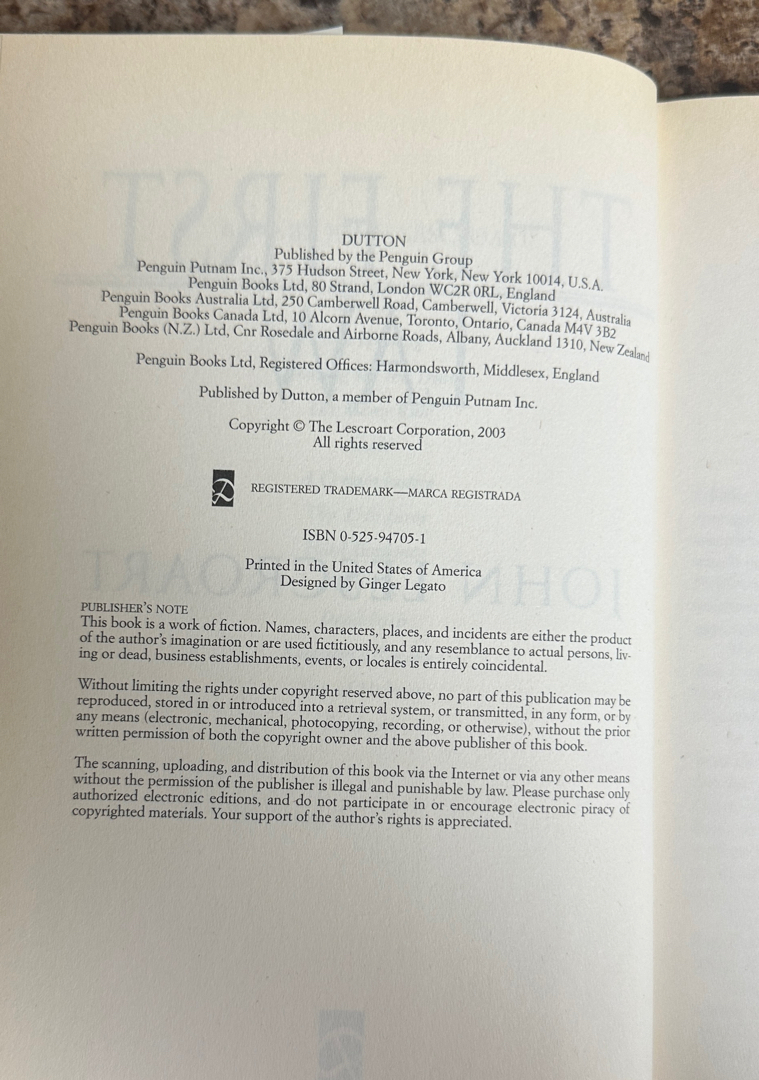 DUTTON
Published by the Penguin Group
Penguin Putnam Inc., 375 Hudson Street, New York, New York 10014, U.S.A.
Penguin Books Ltd, 80 Strand, London WC2R 0RL, England
Penguin Books Australia Ltd, 250 Camberwell Road, Camberwell, Victoria 3124, Australia
Penguin Books Canada Ltd, 10 Alcorn Avenue, Toronto, Ontario, Canada M4V 3B2
Penguin Books (N.Z.) Ltd, Cnr Rosedale and Airborne Roads, Albany, Auckland 1310, New Zealand
Penguin Books Ltd, Registered Offices: Harmondsworth, Middlesex, England
Published by Dutton, a member of Penguin Putnam Inc.
Copyright © The Lescroart Corporation, 2003
All rights reserved
REGISTERED TRADEMARK—MARCA REGISTRADA
ISBN 0-525-94705-1
Printed in the United States of America
Designed by Ginger Legato
PUBLISHER'S NOTE
This book is a work of fiction. Names, characters, places, and incidents are either the product
of the author's imagination or are used fictitiously, and any resemblance to actual persons, liv-
ing or dead, business establishments, events, or locales is entirely coincidental.
Without limiting the rights under copyright reserved above, no part of this publication may be
reproduced, stored in or introduced into a retrieval system, or transmitted, in any form, or by
any means (electronic, mechanical, photocopying, recording, or otherwise), without the prior
written permission of both the copyright owner and the above publisher of this book.
The scanning, uploading, and distribution of this book via the Internet or via any other means
without the permission of the publisher is illegal and punishable by law. Please purchase only
authorized electronic editions, and do not participate in or encourage electronic piracy of
copyrighted materials. Your support of the author's rights is appreciated.